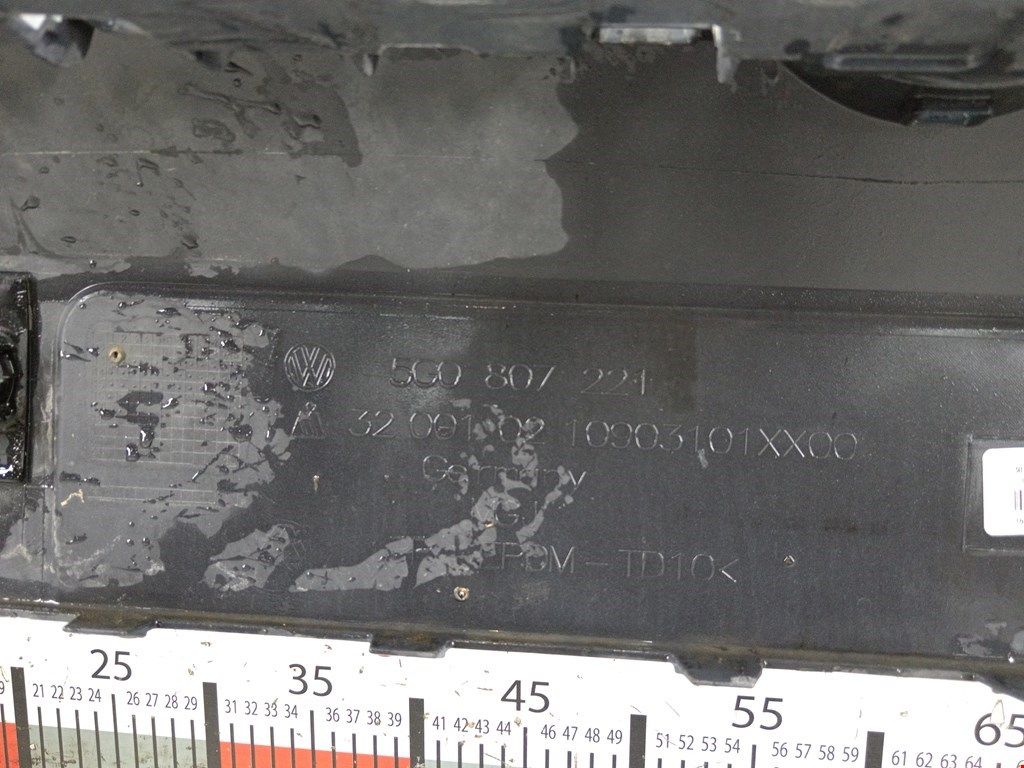 VW 5G0 807 221
32 001 02 10903101XX00
Germany
TD10<
25 35 45 55 65
21 22 23 24 26 27 28 29 31 32 33 34 36 37 38 39 41 42 43 44 46 47 48 49 51 52 53 54 56 57 58 59 61 62 63 64